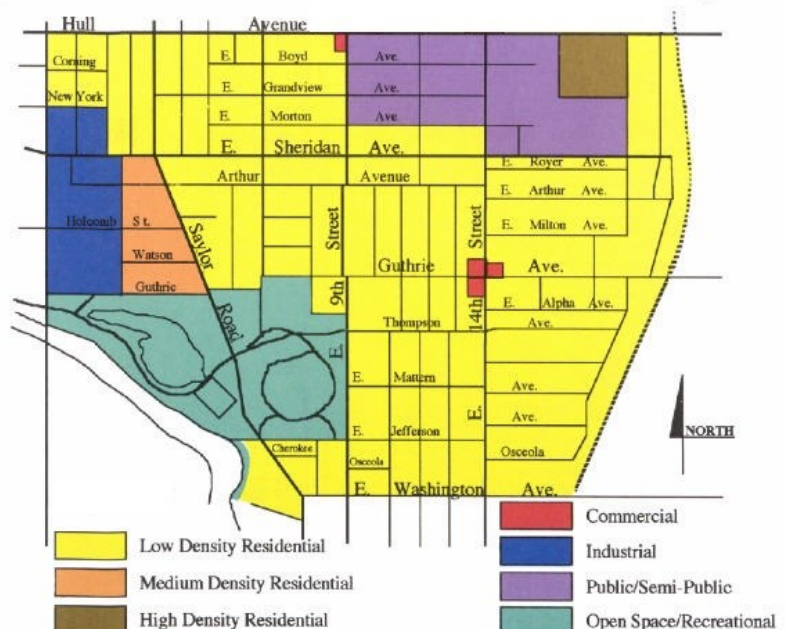 Hull Avenue
Corning
E. Boyd Ave.
E. Grandview Ave.
New York
E. Morton Ave.
E. Sheridan Ave.
E. Royer Ave.
Arthur Avenue
E. Arthur Ave.
Holcomb St.
E. Milton Ave.
Saylor Road
E. 9th Street
E. 14th Street
Watson
Guthrie Ave.
Guthrie
E. Alpha Ave.
Thompson Ave.
E. Mattern Ave.
Ave.
E. Jefferson
Cherokee
Osceola
Osceola
E. Washington Ave.
NORTH
Low Density Residential
Medium Density Residential
High Density Residential
Commercial
Industrial
Public/Semi-Public
Open Space/Recreational